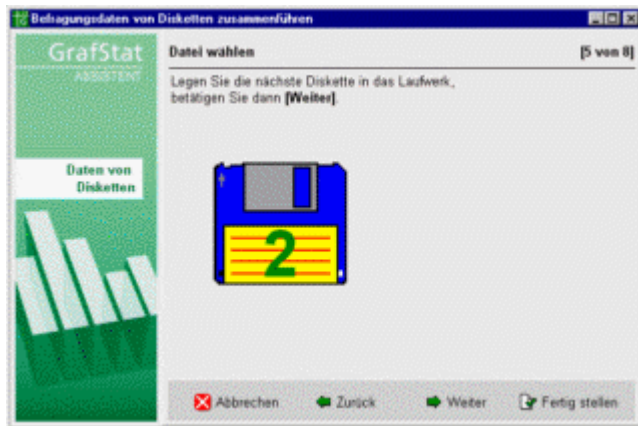 Befragungsdaten von Disketten zusammenführen
GrafStat
ASSISTENT
Datei wählen
[5 von 8]
Legen Sie die nächste Diskette in das Laufwerk,
betätigen Sie dann [Weiter].
Daten von
Disketten
2
Abbrechen
Zurück
Weiter
Fertig stellen